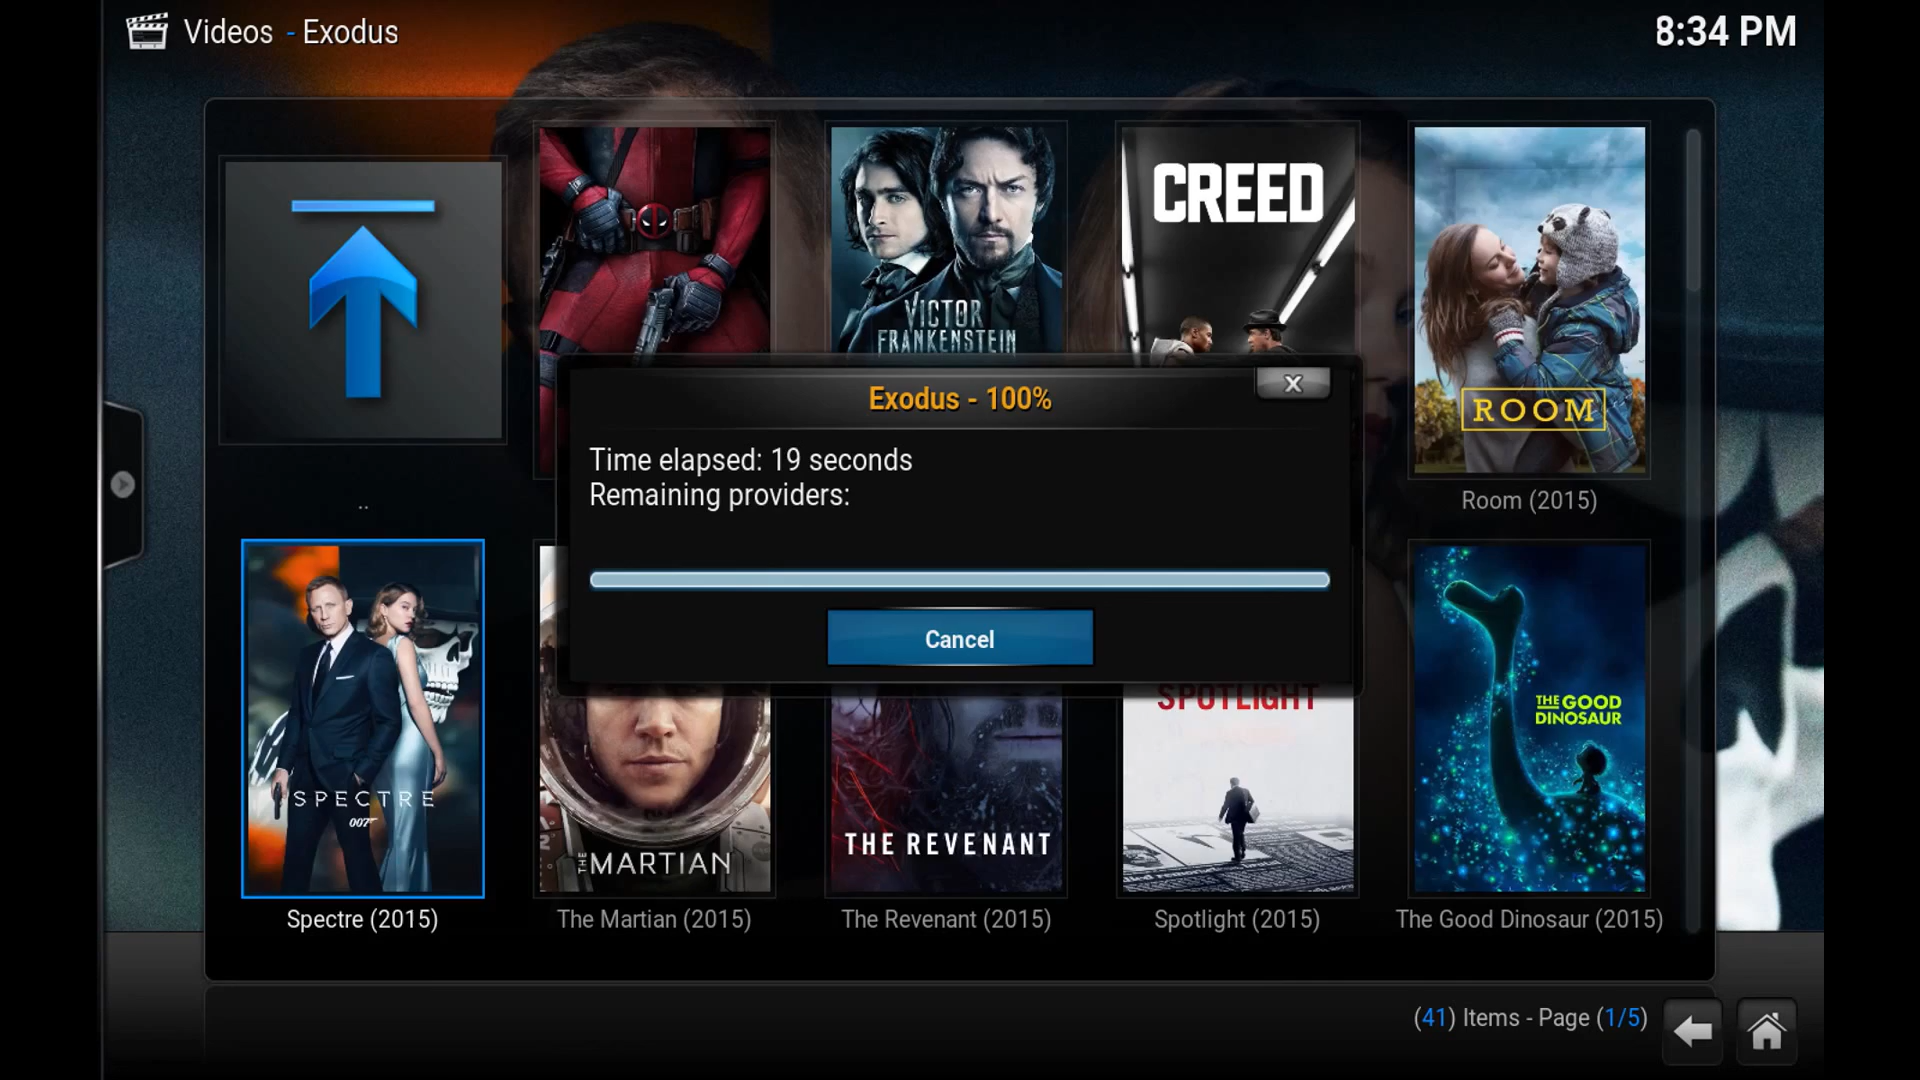 Videos - Exodus
8:34 PM
VICTOR
FRANKENSTEIN
CREED
ROOM
Exodus - 100%
X
Time elapsed: 19 seconds
Remaining providers:
Cancel
..
Room (2015)
SPECTRE
007
THE MARTIAN
THE REVENANT
SPOTLIGHT
THE GOOD
DINOSAUR
Spectre (2015)
The Martian (2015)
The Revenant (2015)
Spotlight (2015)
The Good Dinosaur (2015)
(41) Items - Page (1/5)